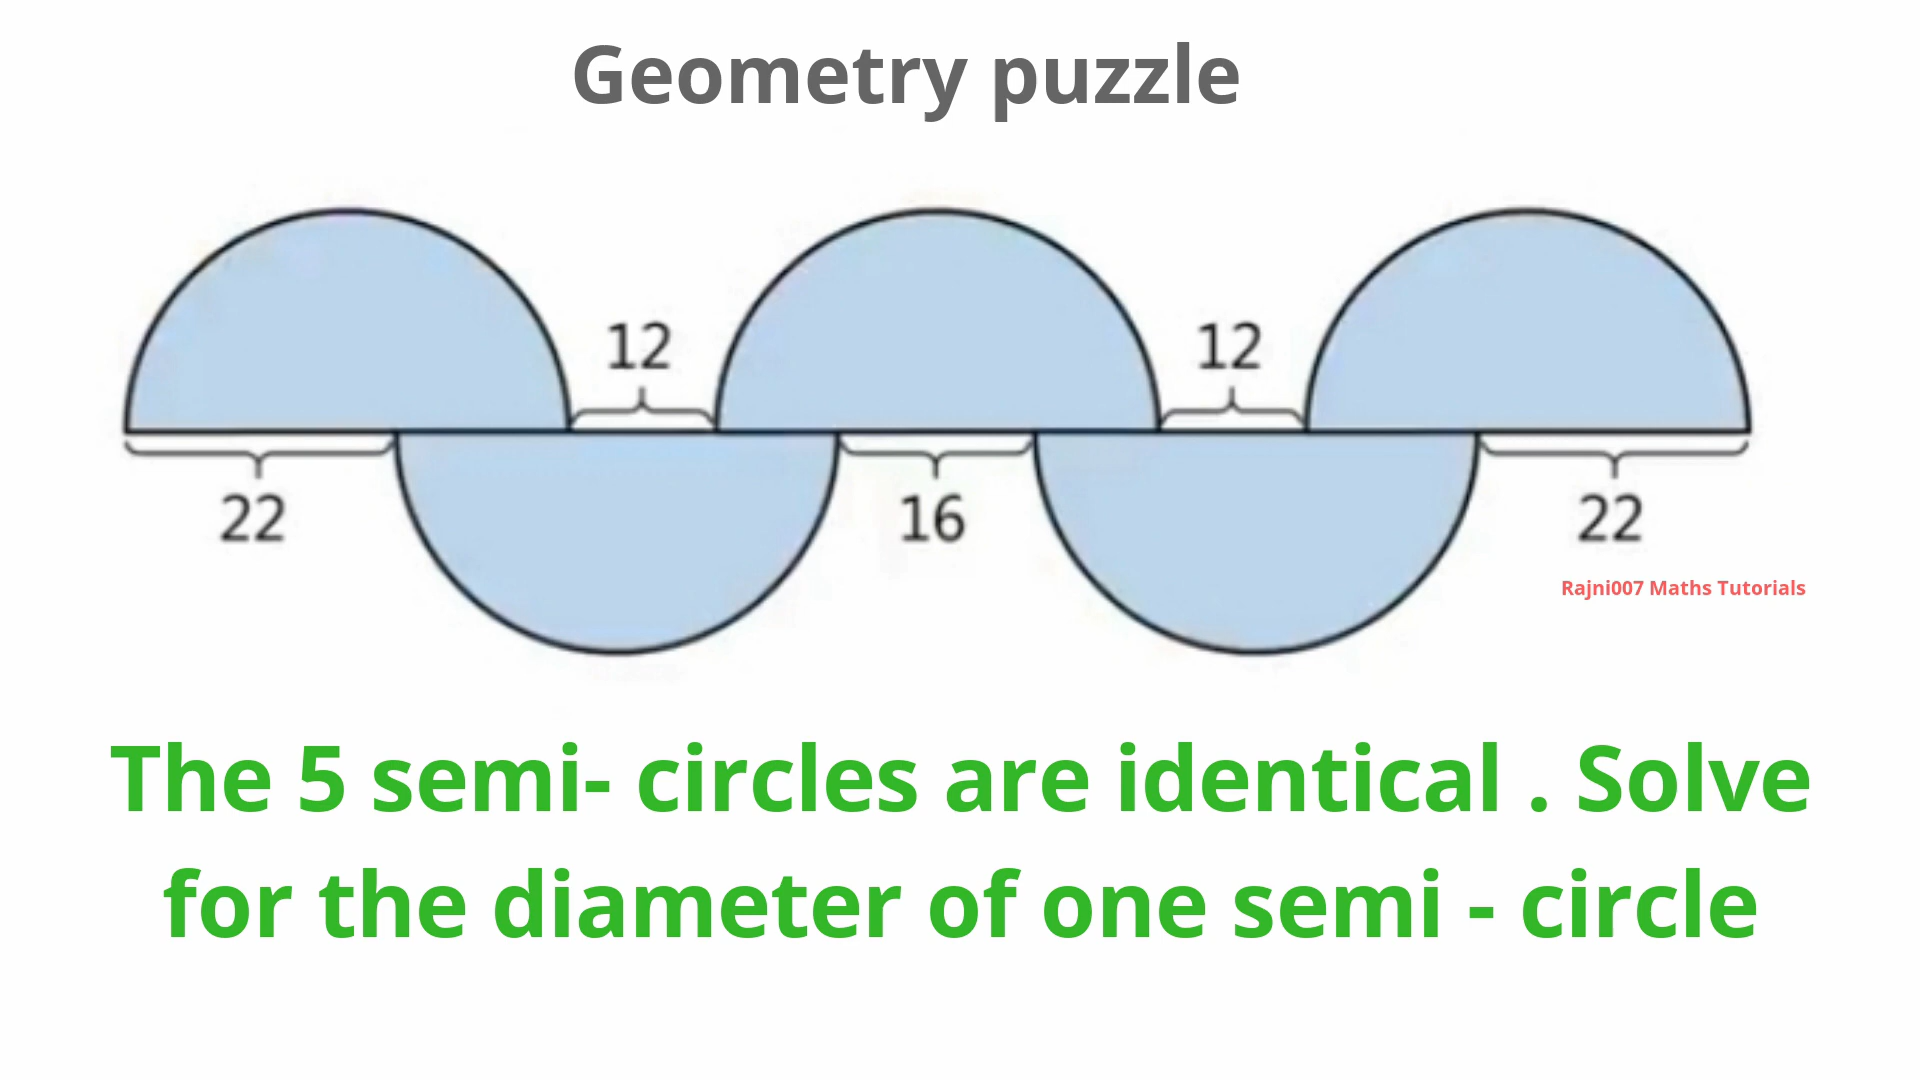 Geometry puzzle
12
12
22
16
22
Rajni007 Maths Tutorials
The 5 semi- circles are identical . Solve
for the diameter of one semi - circle